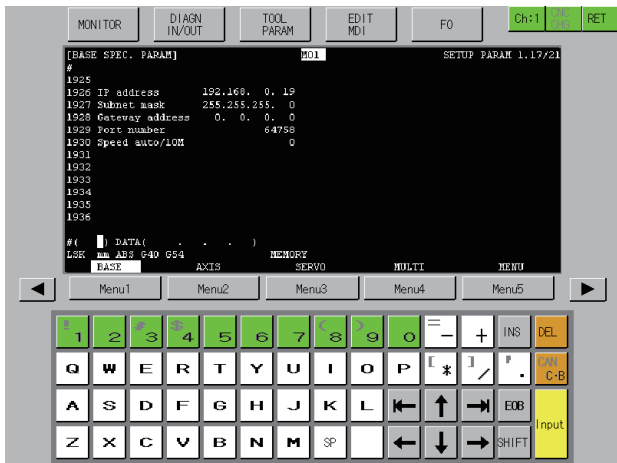 MONITOR
DIAGN
IN/OUT
TOOL
PARAM
EDIT
MDI
F0
Ch:1
CNC
CHG
RET
[BASE SPEC. PARAM] MO1 SETUP PARAM 1.17/21
#
1925
1926 IP address 192.168. 0. 19
1927 Subnet mask 255.255.255. 0
1928 Gateway address 0. 0. 0. 0
1929 Port number 64758
1930 Speed auto/10M 0
1931
1932
1933
1934
1935
1936
#( ) DATA( . . . )
LSK mm ABS G40 G54 MEMORY
BASE AXIS SERVO MULTI MENU
Menu1 Menu2 Menu3 Menu4 Menu5
! 1 2 # 3 $ 4 5 6 7 ( 8 ) 9 0 = - + INS DEL
Q W E R T Y U I O P [ * ] / ' . CAN C·B
A S D F G H J K L EOB Input
Z X C V B N M SP SHIFT